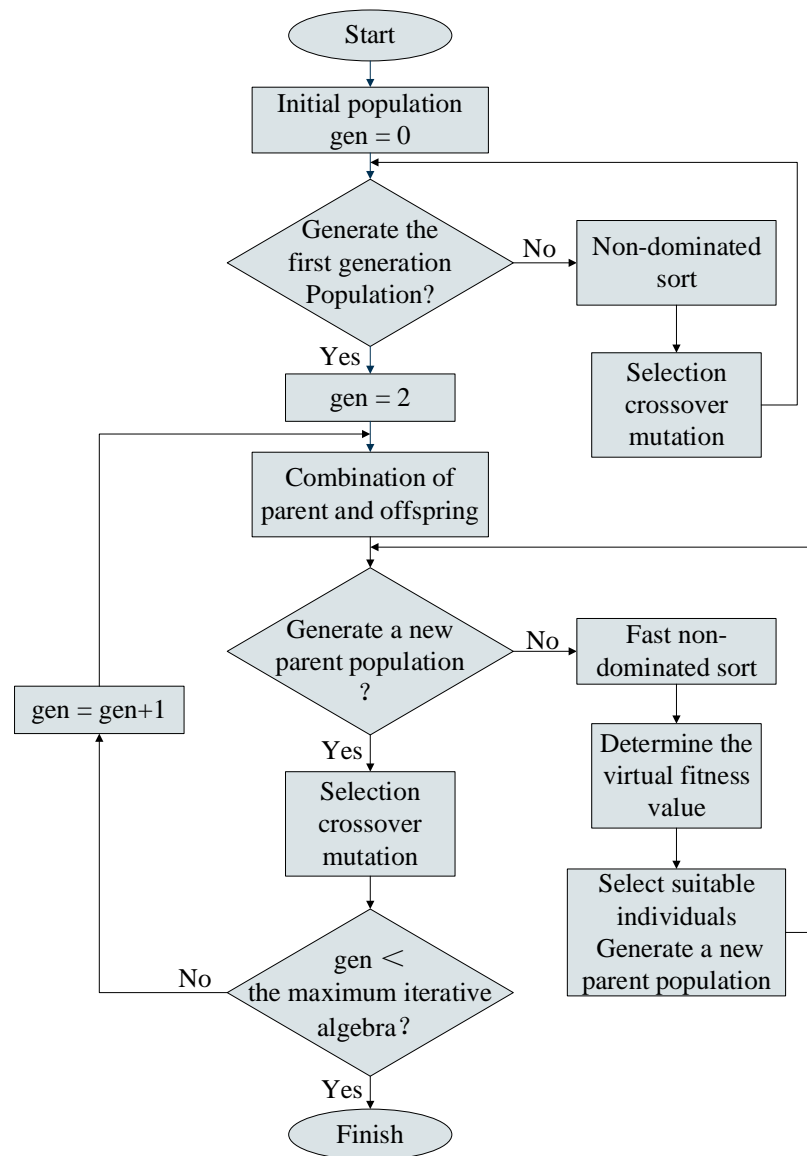 Start
Initial population
gen = 0
Generate the
first generation
Population?
No
Non-dominated
sort
Yes
Selection
crossover
mutation
gen = 2
Combination of
parent and offspring
Generate a new
parent population
?
No
Fast non-
dominated sort
gen = gen+1
Yes
Determine the
virtual fitness
value
Selection
crossover
mutation
Select suitable
individuals
Generate a new
parent population
No
gen <
the maximum iterative
algebra?
Yes
Finish